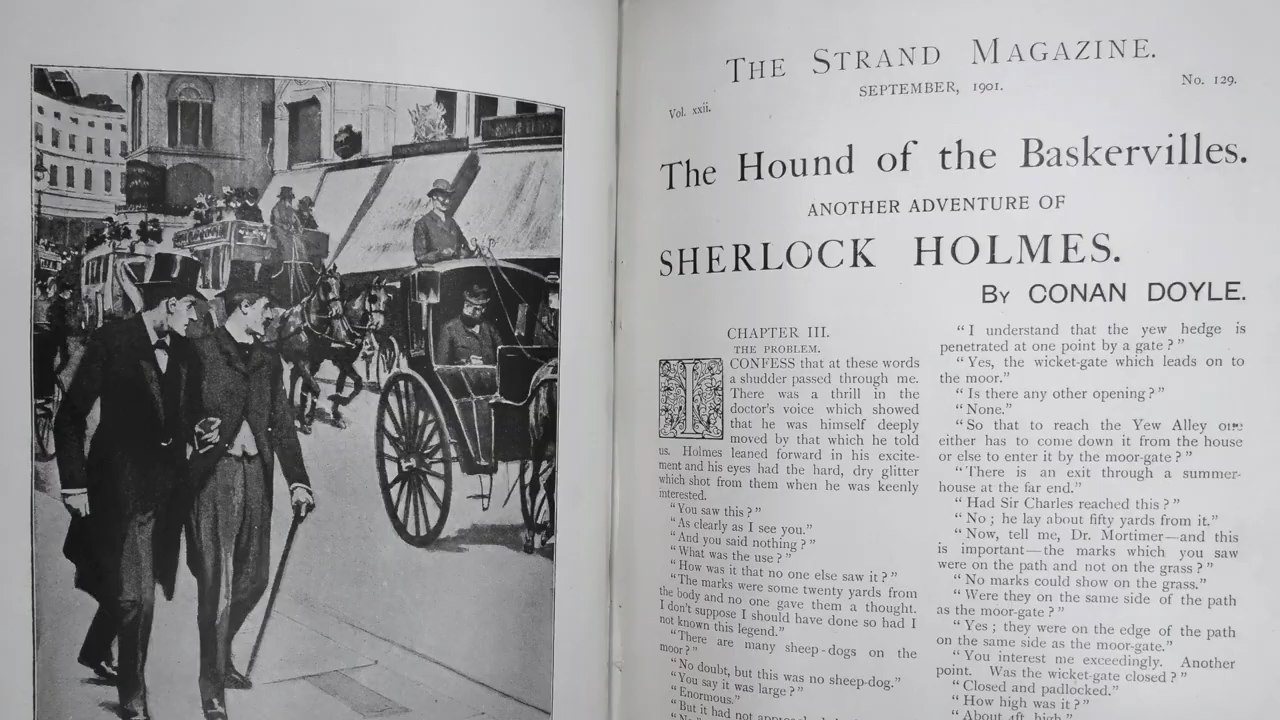 THE STRAND MAGAZINE.
SEPTEMBER, 1901.
Vol. xxii.
No. 129.
The Hound of the Baskervilles.
ANOTHER ADVENTURE OF
SHERLOCK HOLMES.
BY CONAN DOYLE.
CHAPTER III.
THE PROBLEM.
I CONFESS that at these words
a shudder passed through me.
There was a thrill in the
doctor's voice which showed
that he was himself deeply
moved by that which he told
us. Holmes leaned forward in his excite-
ment and his eyes had the hard, dry glitter
which shot from them when he was keenly
interested.
"You saw this?"
"As clearly as I see you."
"And you said nothing?"
"What was the use?"
"How was it that no one else saw it?"
"The marks were some twenty yards from
the body and no one gave them a thought.
I don't suppose I should have done so had I
not known this legend."
"There are many sheep-dogs on the
moor?"
"No doubt, but this was no sheep-dog."
"You say it was large?"
"Enormous."
"But it had not
"I understand that the yew hedge is
penetrated at one point by a gate?"
"Yes, the wicket-gate which leads on to
the moor."
"Is there any other opening?"
"None."
"So that to reach the Yew Alley one
either has to come down it from the house
or else to enter it by the moor-gate?"
"There is an exit through a summer-
house at the far end."
"Had Sir Charles reached this?"
"No; he lay about fifty yards from it."
"Now, tell me, Dr. Mortimer—and this
is important—the marks which you saw
were on the path and not on the grass?"
"No marks could show on the grass."
"Were they on the same side of the path
as the moor-gate?"
"Yes; they were on the edge of the path
on the same side as the moor-gate."
"You interest me exceedingly. Another
point. Was the wicket-gate closed?"
"Closed and padlocked."
"How high was it?"
"About 4ft. high."